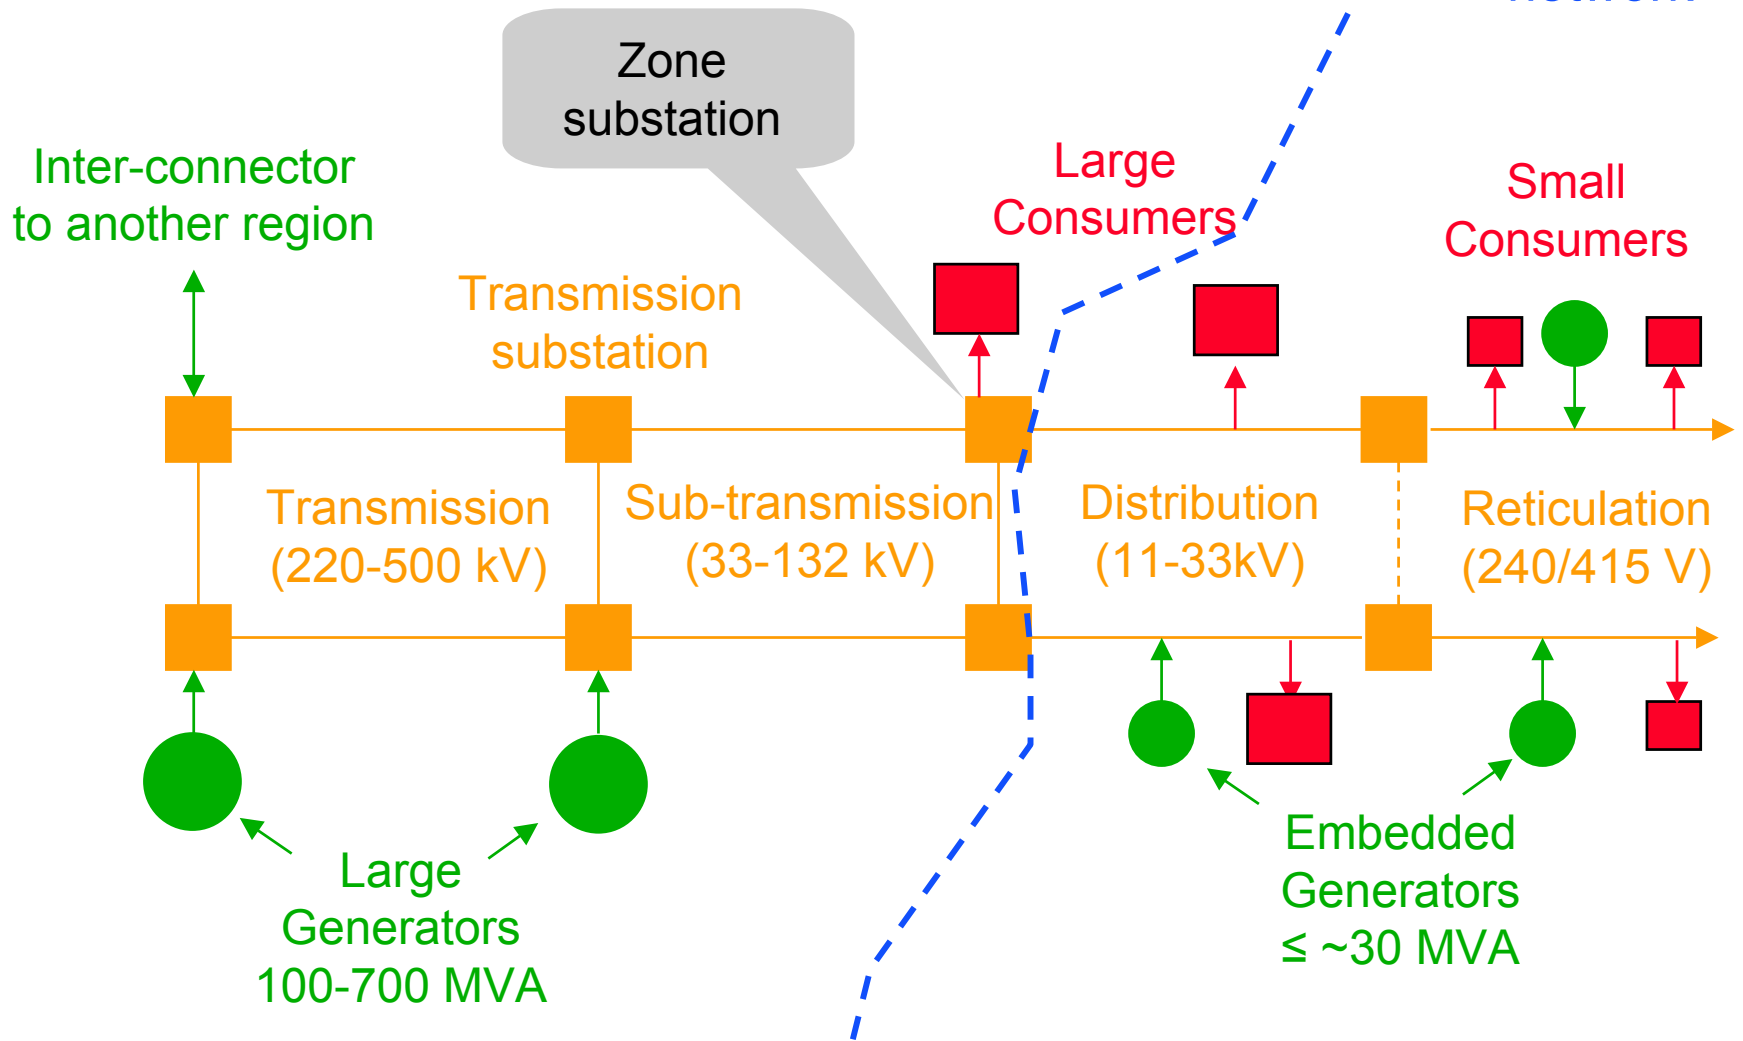 Zone
substation
Inter-connector
to another region
Large
Consumers
Small
Consumers
Transmission
substation
Transmission
(220-500 kV)
Sub-transmission
(33-132 kV)
Distribution
(11-33kV)
Reticulation
(240/415 V)
Large
Generators
100-700 MVA
Embedded
Generators
≤ ~30 MVA